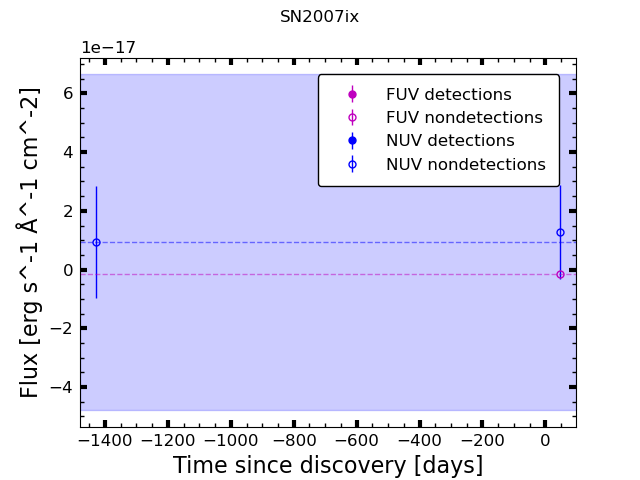 SN2007ix
1e−17
6
4
2
0
−2
−4
Flux [erg s^-1 Å^-1 cm^-2]
FUV detections
FUV nondetections
NUV detections
NUV nondetections
−1400 −1200 −1000 −800 −600 −400 −200 0
Time since discovery [days]